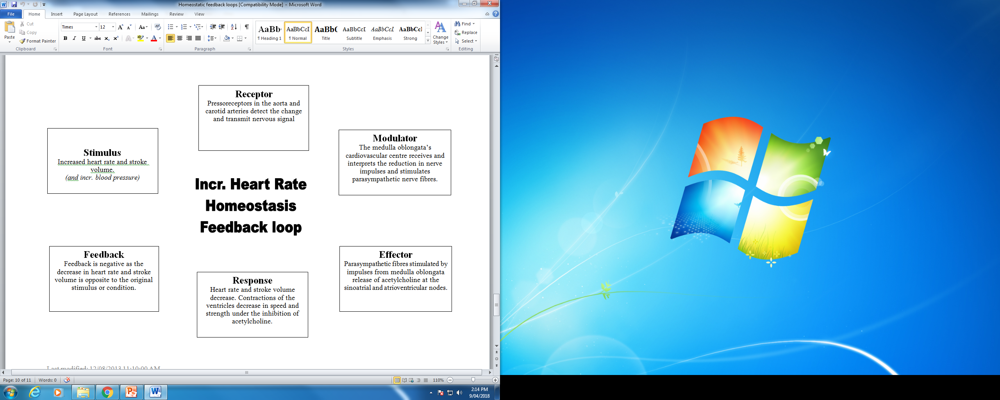 Homeostatic feedback loops [Compatibility Mode] - Microsoft Word
File Home Insert Page Layout References Mailings Review View
Paste
Cut
Copy
Format Painter
Clipboard
Times 12
Font
Paragraph
AaBb AaBbCcI AaBbC AaBbCcI AaBbCcL AaBbCcI
¶ Heading 1 ¶ Normal Title Subtitle Emphasis Strong
Change
Styles
Styles
Find
Replace
Select
Editing
Receptor
Pressoreceptors in the aorta and
carotid arteries detect the change
and transmit nervous signal
Stimulus
Increased heart rate and stroke
volume.
(and incr. blood pressure)
Modulator
The medulla oblongata’s
cardiovascular centre receives and
interprets the reduction in nerve
impulses and stimulates
parasympathetic nerve fibres.
Incr. Heart Rate
Homeostasis
Feedback loop
Feedback
Feedback is negative as the
decrease in heart rate and stroke
volume is opposite to the original
stimulus or condition.
Response
Heart rate and stroke volume
decrease. Contractions of the
ventricles decrease in speed and
strength under the inhibition of
acetylcholine.
Effector
Parasympathetic fibres stimulated by
impulses from medulla oblongata
release of acetylcholine at the
sinoatrial and atrioventricular nodes.
Last modified: 12/08/2013 11:10:00 AM
Page: 10 of 11 Words: 0 110%
2:14 PM
9/04/2018